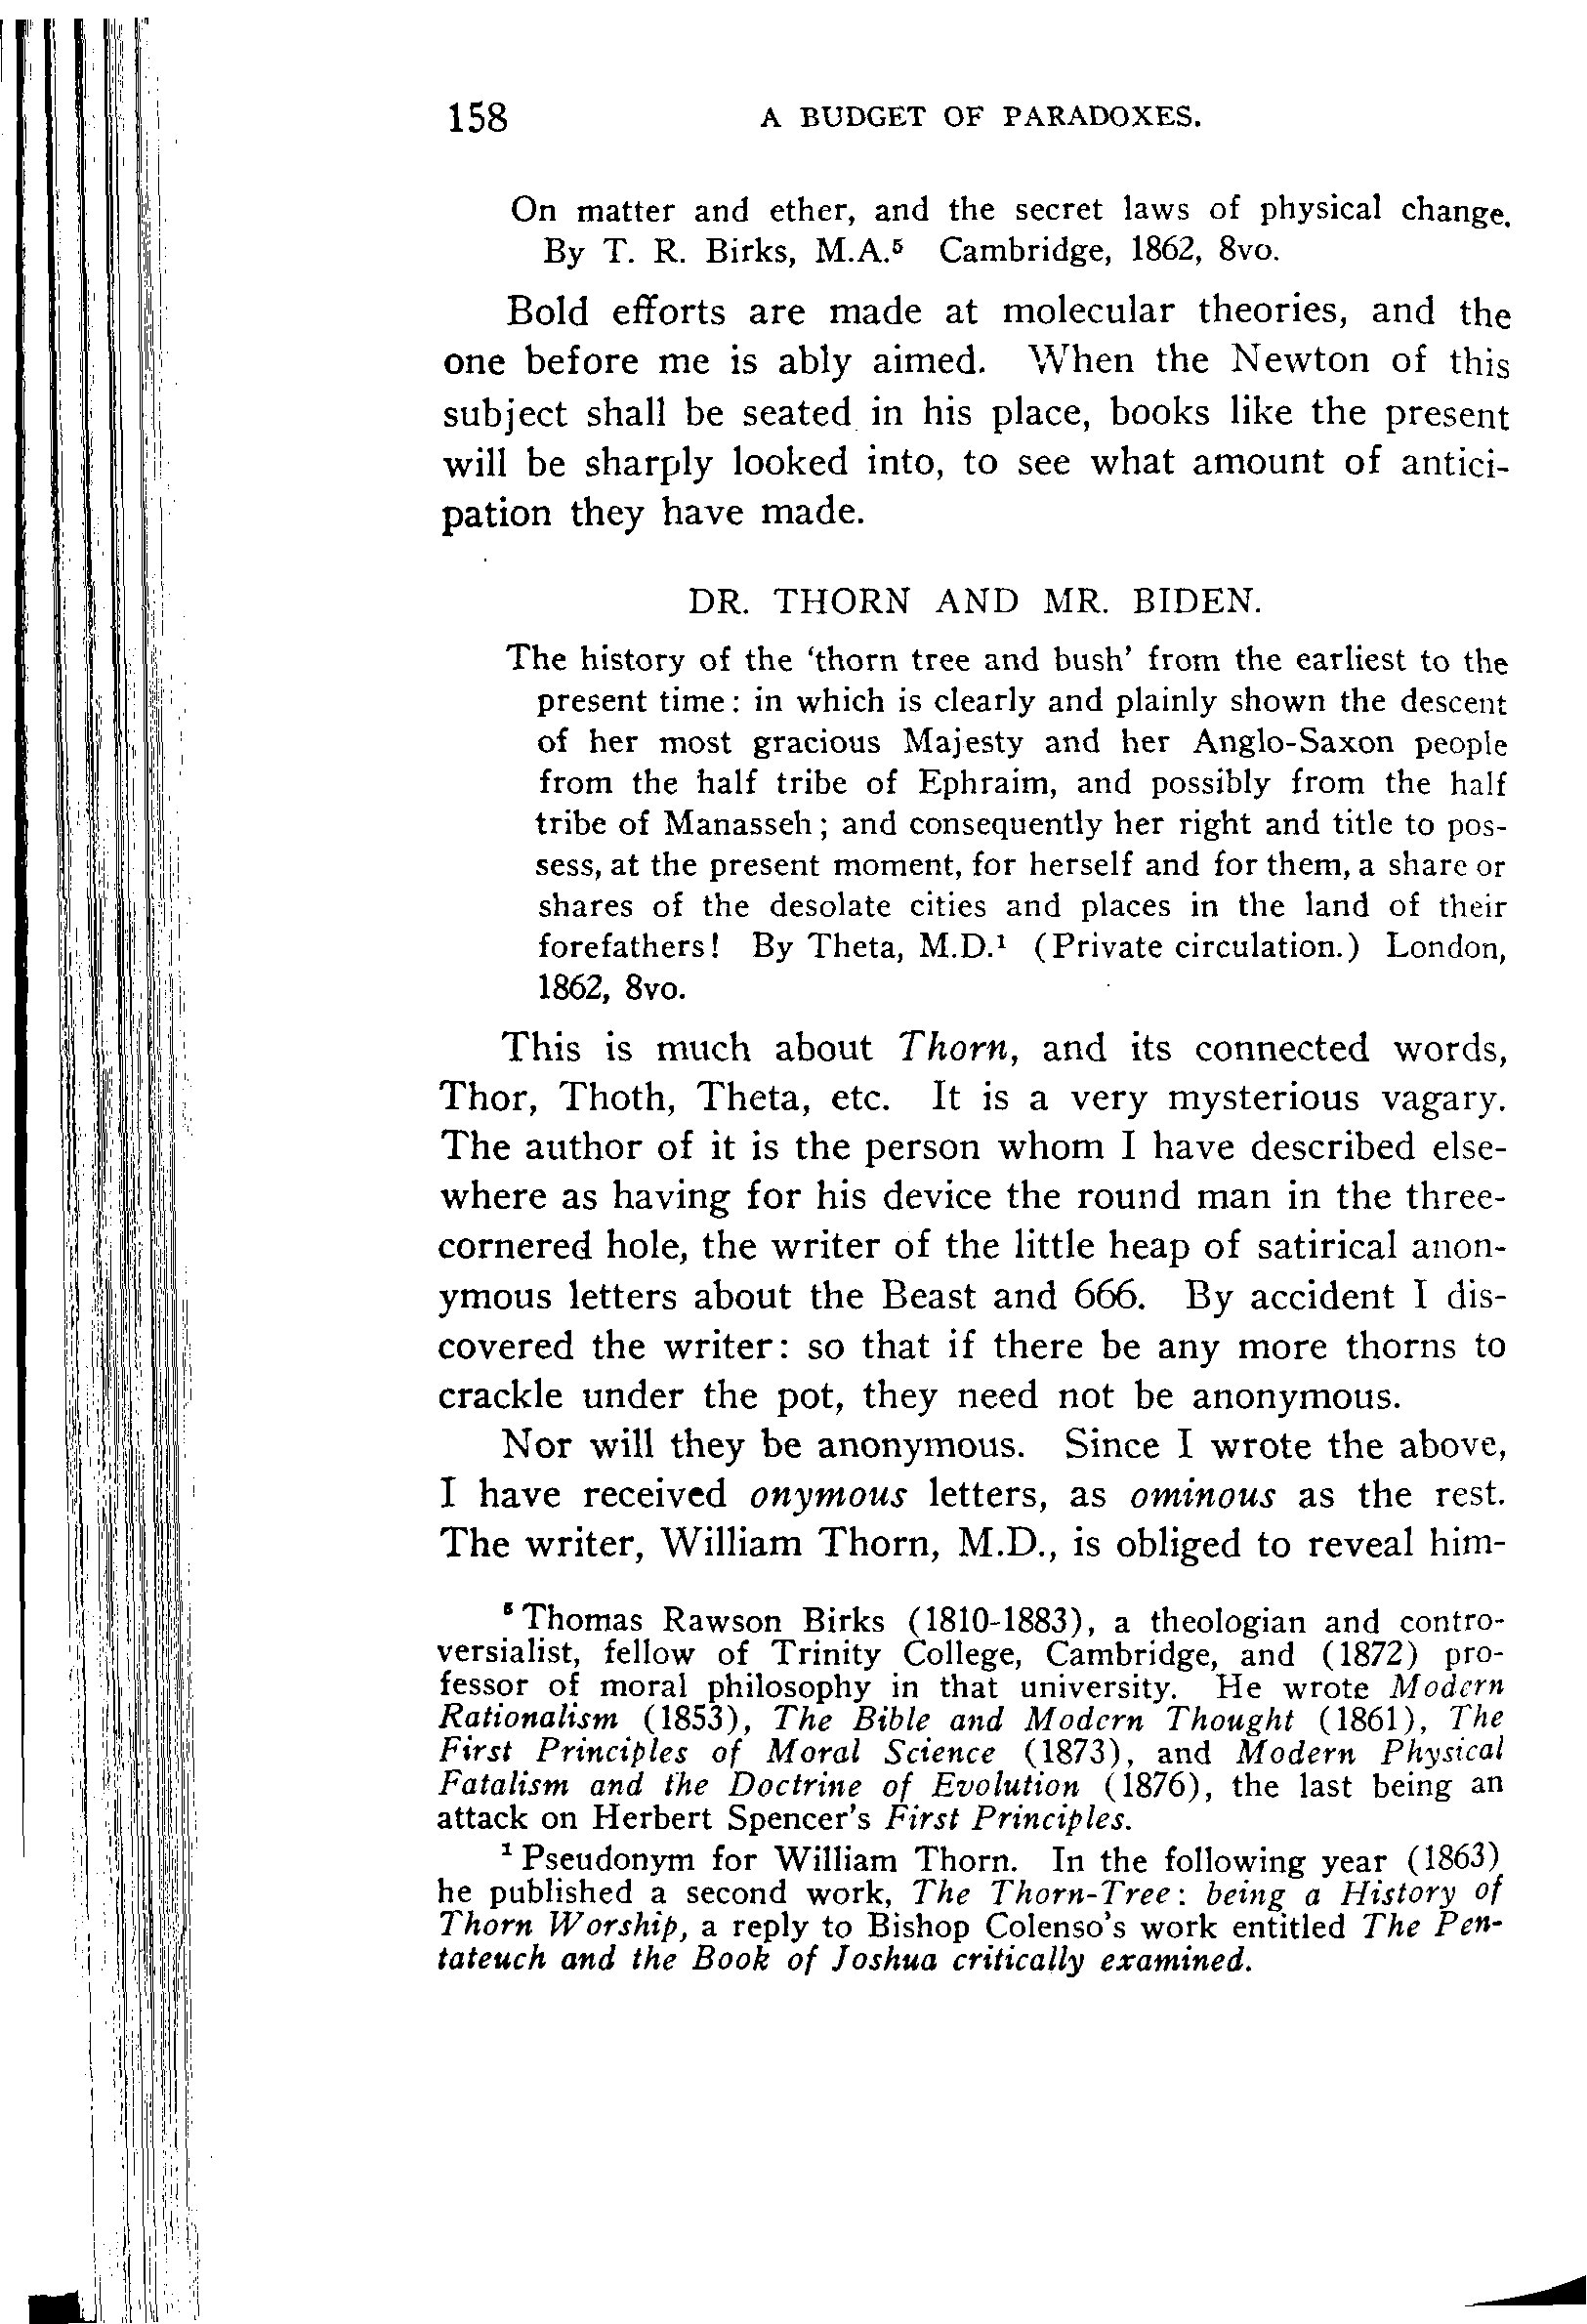 158 A BUDGET OF PARADOXES.
On matter and ether, and the secret laws of physical change.
By T. R. Birks, M.A.⁵ Cambridge, 1862, 8vo.
Bold efforts are made at molecular theories, and the
one before me is ably aimed. When the Newton of this
subject shall be seated in his place, books like the present
will be sharply looked into, to see what amount of antici-
pation they have made.
DR. THORN AND MR. BIDEN.
The history of the 'thorn tree and bush' from the earliest to the
present time: in which is clearly and plainly shown the descent
of her most gracious Majesty and her Anglo-Saxon people
from the half tribe of Ephraim, and possibly from the half
tribe of Manasseh; and consequently her right and title to pos-
sess, at the present moment, for herself and for them, a share or
shares of the desolate cities and places in the land of their
forefathers! By Theta, M.D.¹ (Private circulation.) London,
1862, 8vo.
This is much about Thorn, and its connected words,
Thor, Thoth, Theta, etc. It is a very mysterious vagary.
The author of it is the person whom I have described else-
where as having for his device the round man in the three-
cornered hole, the writer of the little heap of satirical anon-
ymous letters about the Beast and 666. By accident I dis-
covered the writer: so that if there be any more thorns to
crackle under the pot, they need not be anonymous.
Nor will they be anonymous. Since I wrote the above,
I have received onymous letters, as ominous as the rest.
The writer, William Thorn, M.D., is obliged to reveal him-
⁵ Thomas Rawson Birks (1810-1883), a theologian and contro-
versialist, fellow of Trinity College, Cambridge, and (1872) pro-
fessor of moral philosophy in that university. He wrote Modern
Rationalism (1853), The Bible and Modern Thought (1861), The
First Principles of Moral Science (1873), and Modern Physical
Fatalism and the Doctrine of Evolution (1876), the last being an
attack on Herbert Spencer's First Principles.
¹ Pseudonym for William Thorn. In the following year (1863)
he published a second work, The Thorn-Tree: being a History of
Thorn Worship, a reply to Bishop Colenso's work entitled The Pen-
tateuch and the Book of Joshua critically examined.